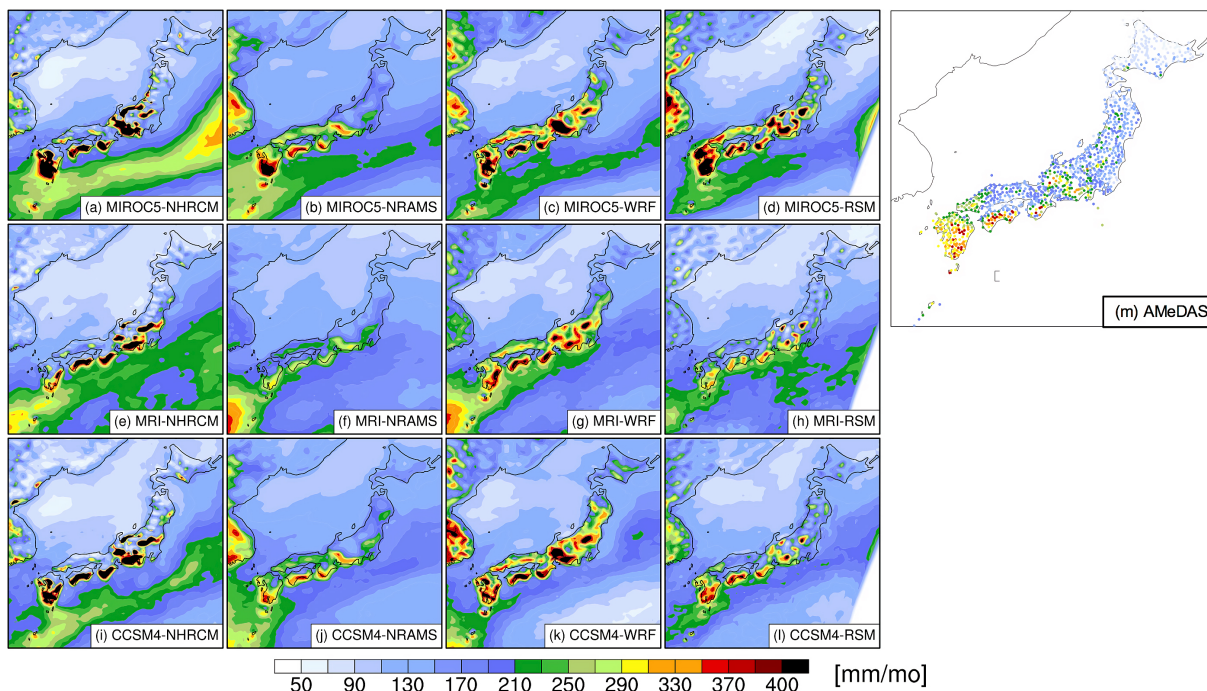 (a) MIROC5-NHRCM
(b) MIROC5-NRAMS
(c) MIROC5-WRF
(d) MIROC5-RSM
(m) AMeDAS
(e) MRI-NHRCM
(f) MRI-NRAMS
(g) MRI-WRF
(h) MRI-RSM
(i) CCSM4-NHRCM
(j) CCSM4-NRAMS
(k) CCSM4-WRF
(l) CCSM4-RSM
50 90 130 170 210 250 290 330 370 400 [mm/mo]